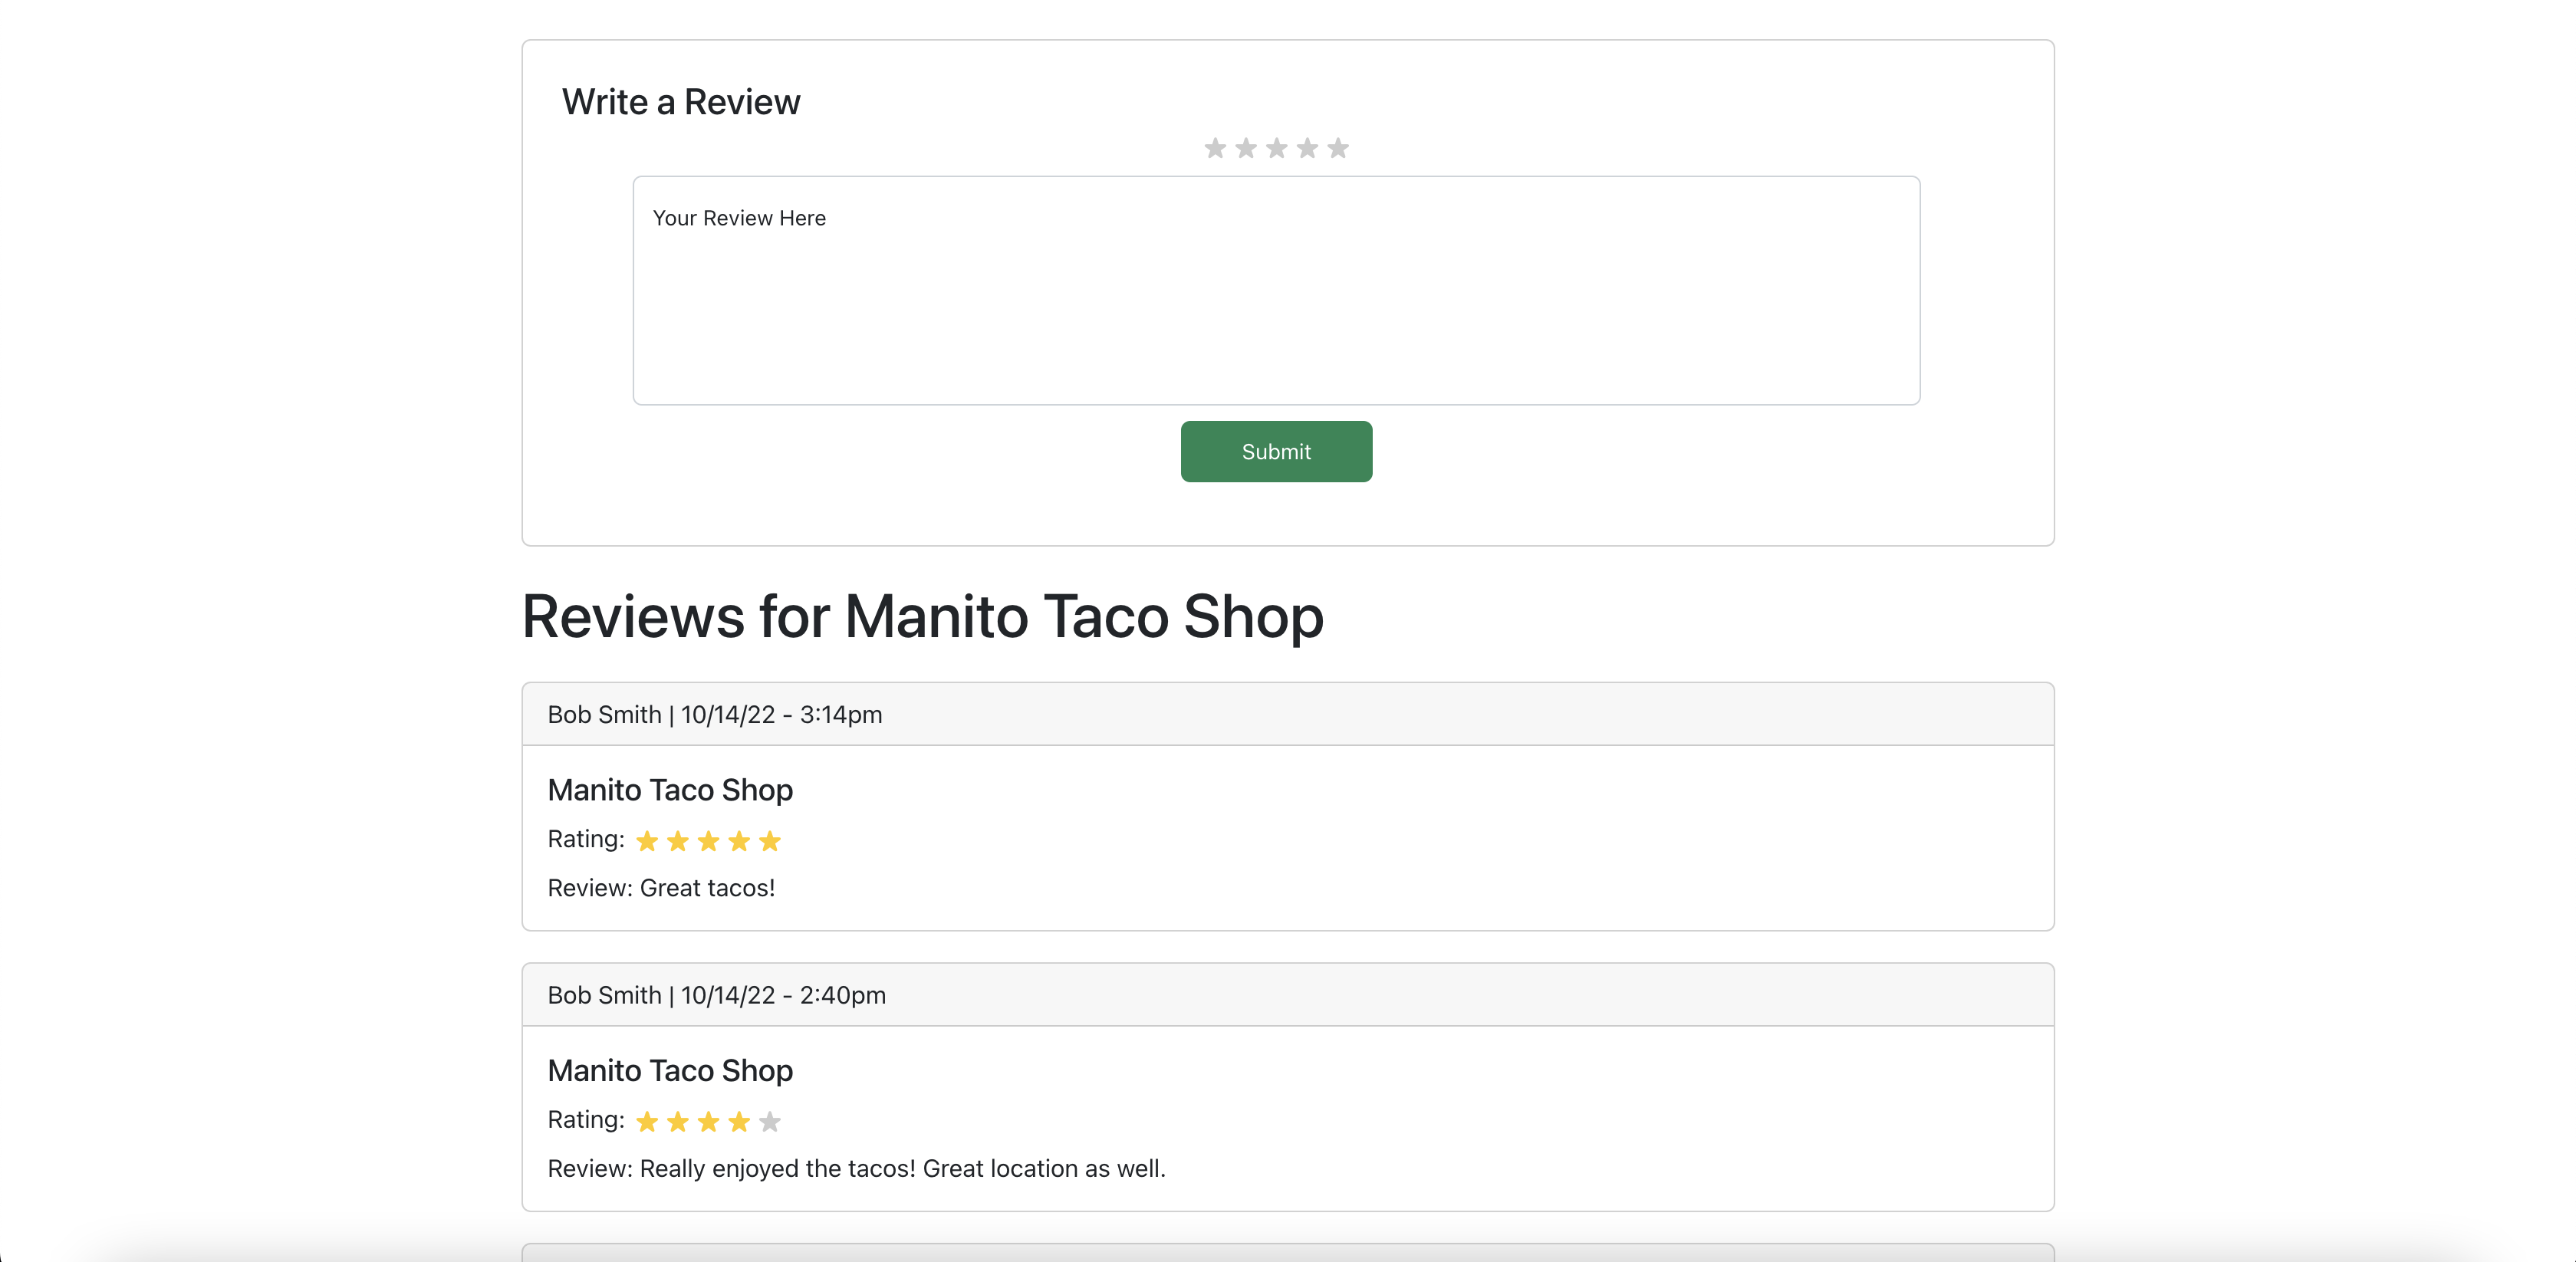 Write a Review
Your Review Here
Submit
Reviews for Manito Taco Shop
Bob Smith | 10/14/22 - 3:14pm
Manito Taco Shop
Rating:
Review: Great tacos!
Bob Smith | 10/14/22 - 2:40pm
Manito Taco Shop
Rating:
Review: Really enjoyed the tacos! Great location as well.